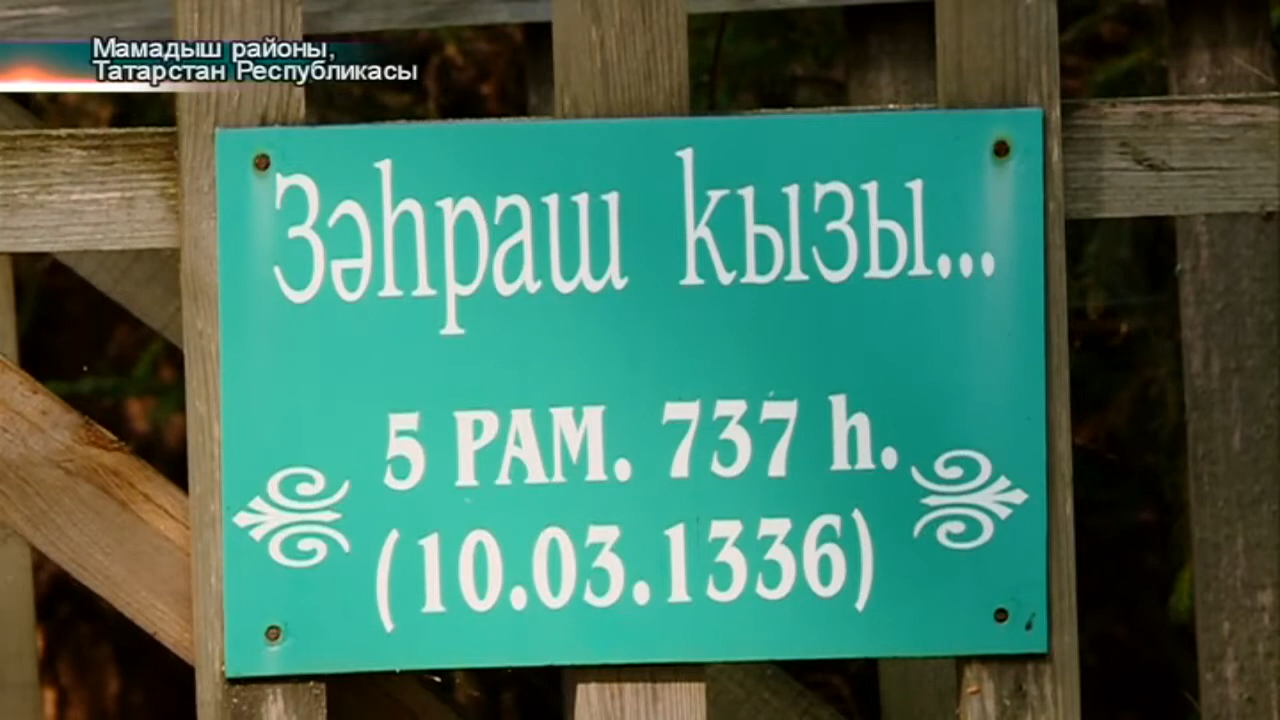 Мамадыш районы,
Татарстан Республикасы
Зәһраш кызы...
5 РАМ. 737 һ.
(10.03.1336)